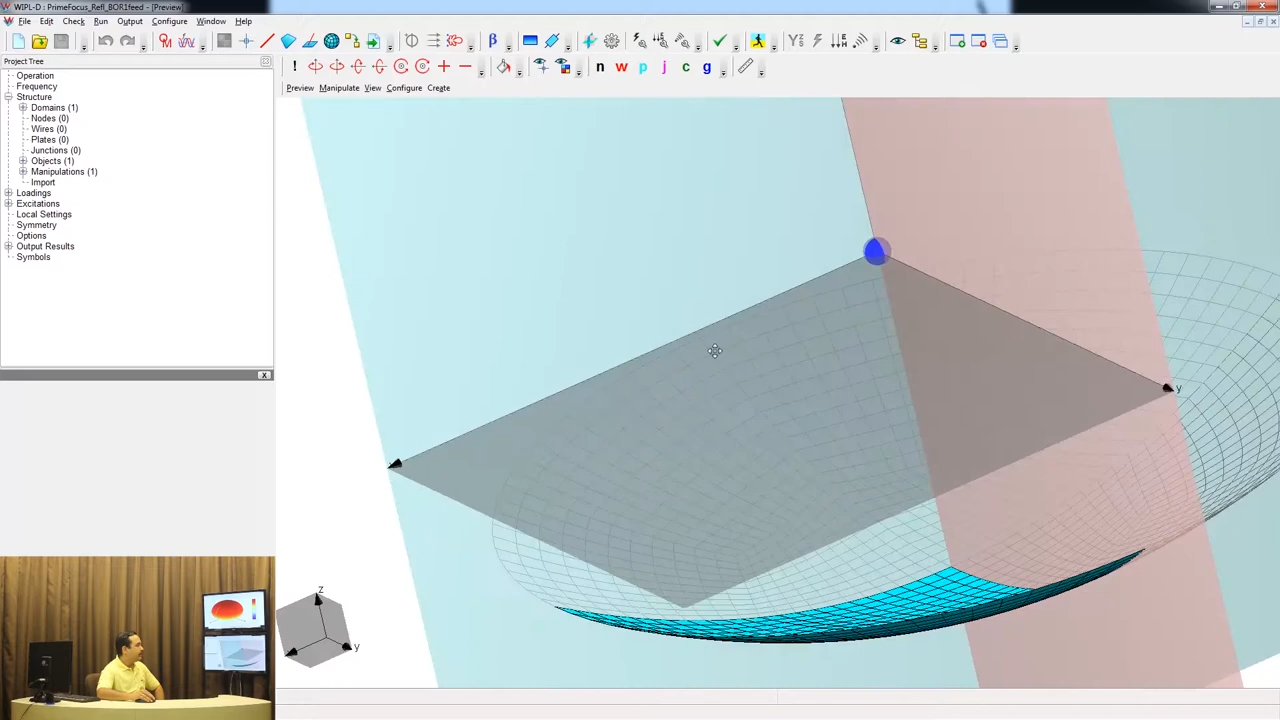 WIPL-D : PrimeFocus_Refl_BOR1feed - [Preview]
File Edit Check Run Output Configure Window Help
Project Tree
n w p j c g
Preview Manipulate View Configure Create
Operation
Frequency
Structure
Domains (1)
Nodes (0)
Wires (0)
Plates (0)
Junctions (0)
Objects (1)
Manipulations (1)
Import
Loadings
Excitations
Local Settings
Symmetry
Options
Output Results
Symbols
y
z
y